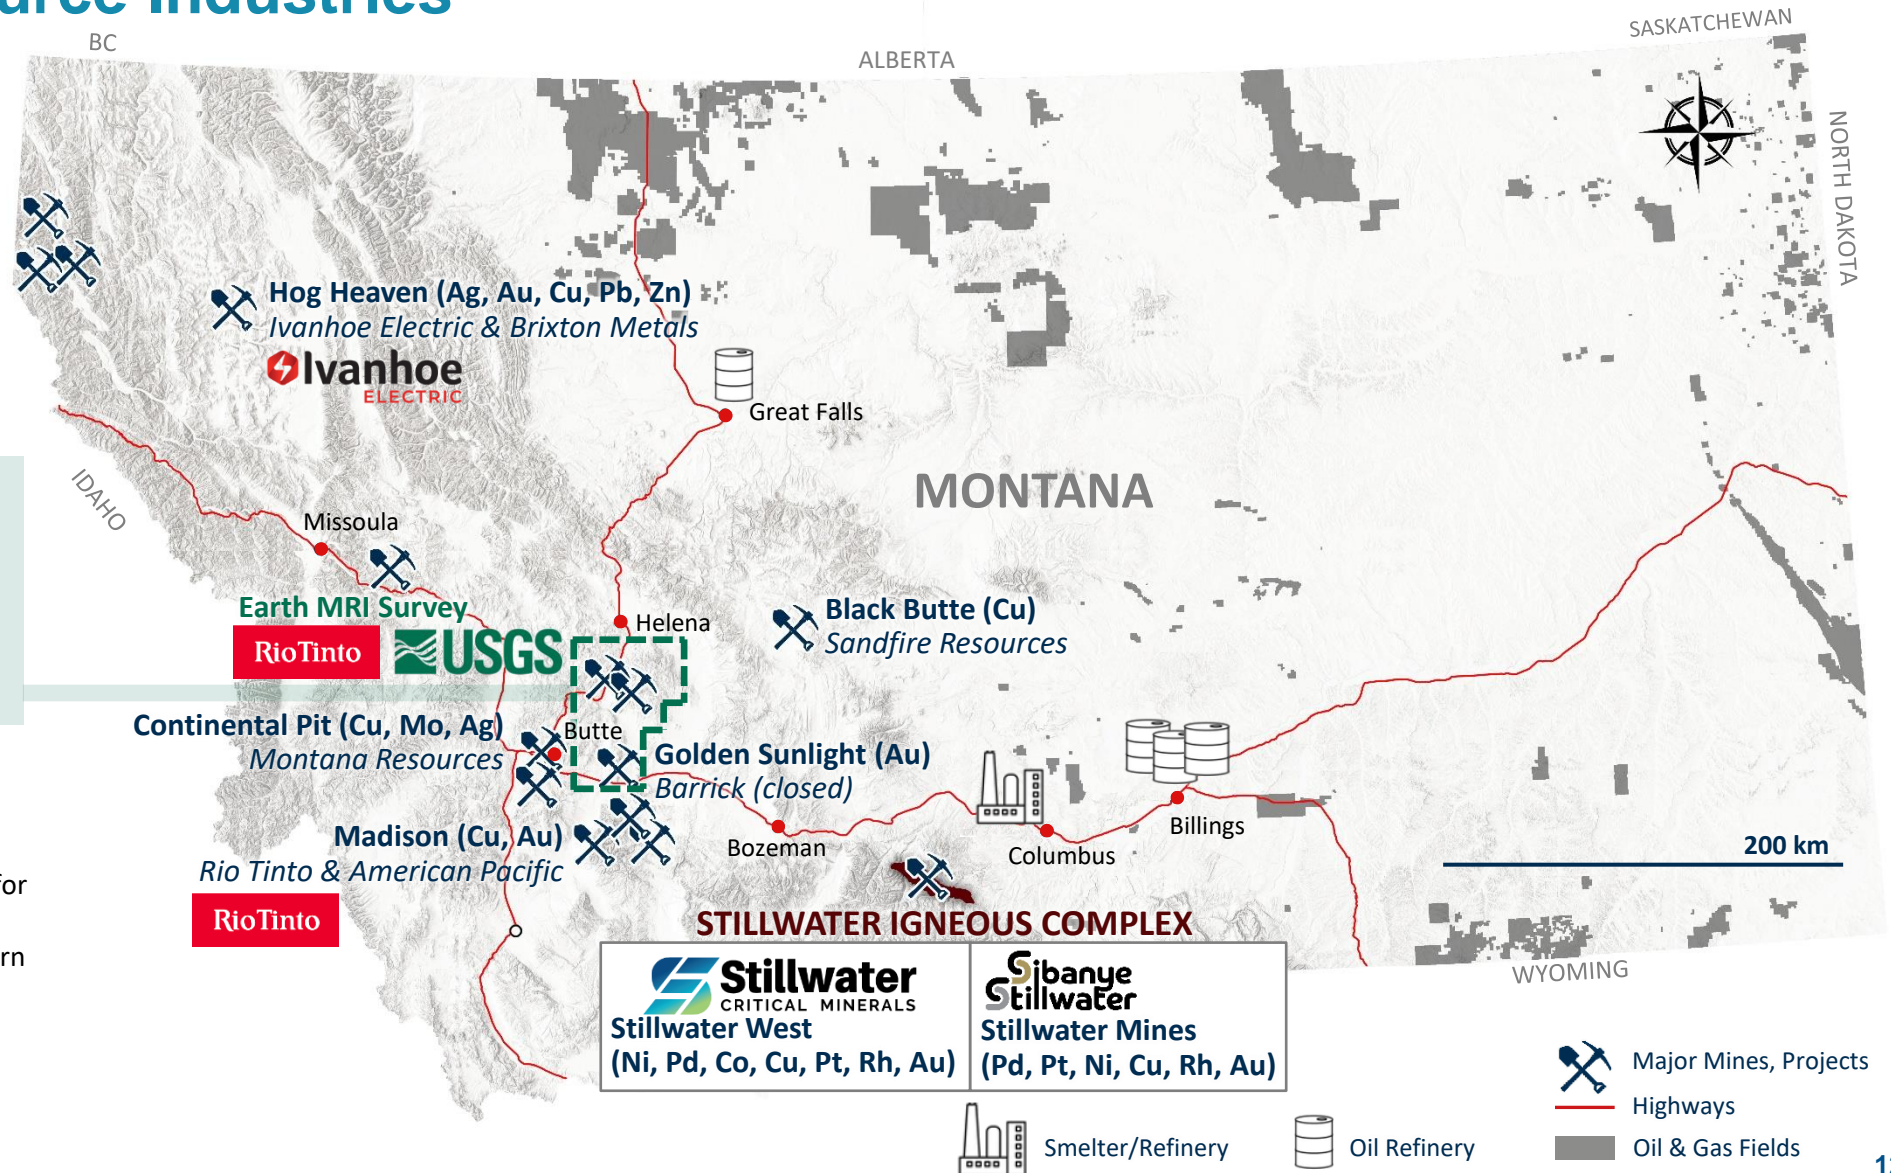 urce Industries
BC
ALBERTA
SASKATCHEWAN
NORTH DAKOTA
Hog Heaven (Ag, Au, Cu, Pb, Zn)
Ivanhoe Electric & Brixton Metals
Ivanhoe
ELECTRIC
Great Falls
MONTANA
IDAHO
Missoula
Earth MRI Survey
RioTinto
USGS
Helena
Black Butte (Cu)
Sandfire Resources
Continental Pit (Cu, Mo, Ag)
Montana Resources
Butte
Golden Sunlight (Au)
Barrick (closed)
Madison (Cu, Au)
Rio Tinto & American Pacific
RioTinto
Bozeman
Columbus
Billings
200 km
for
rn
STILLWATER IGNEOUS COMPLEX
WYOMING
Stillwater
CRITICAL MINERALS
Stillwater West
(Ni, Pd, Co, Cu, Pt, Rh, Au)
Sibanye
Stillwater
Stillwater Mines
(Pd, Pt, Ni, Cu, Rh, Au)
Major Mines, Projects
Highways
Smelter/Refinery
Oil Refinery
Oil & Gas Fields